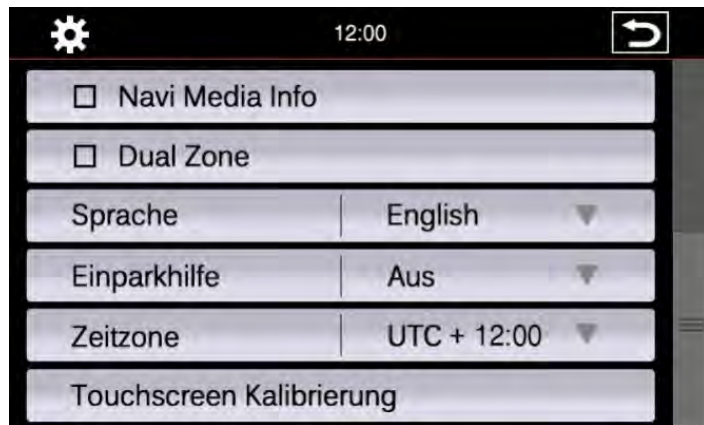 12:00
Navi Media Info
Dual Zone
Sprache English
Einparkhilfe Aus
Zeitzone UTC + 12:00
Touchscreen Kalibrierung